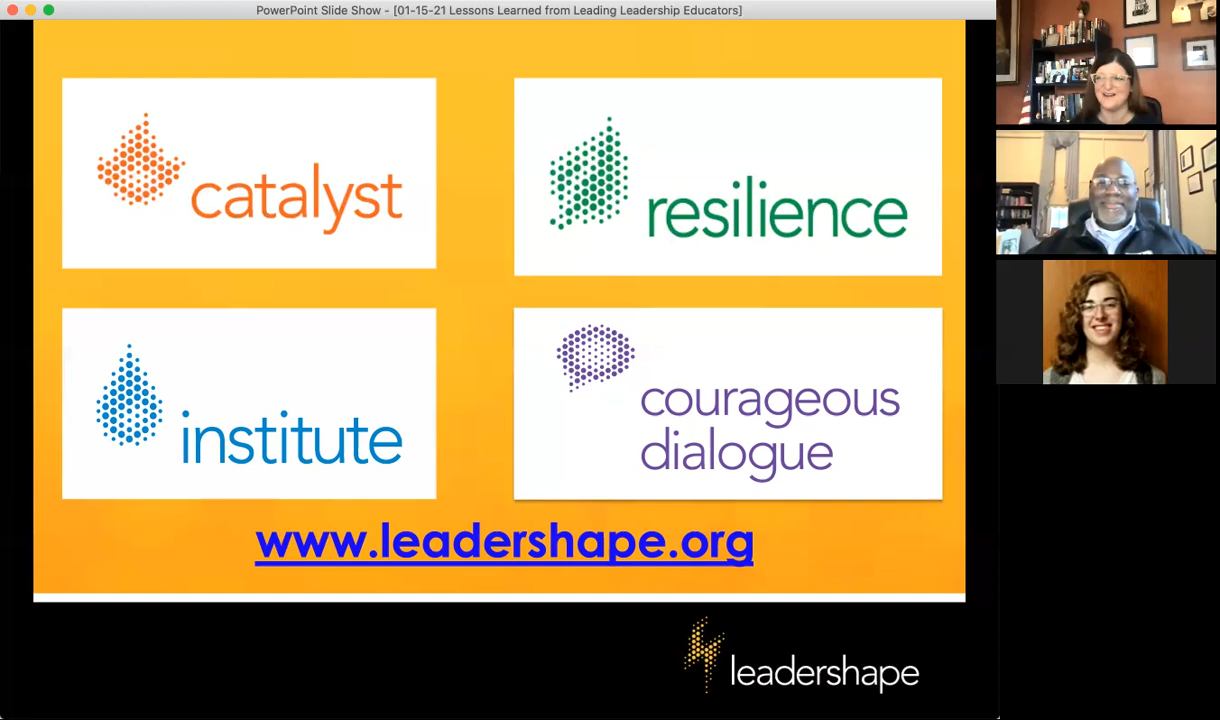 PowerPoint Slide Show - [01-15-21 Lessons Learned from Leading Leadership Educators]
catalyst
resilience
institute
courageous
dialogue
www.leadershape.org
leadershape